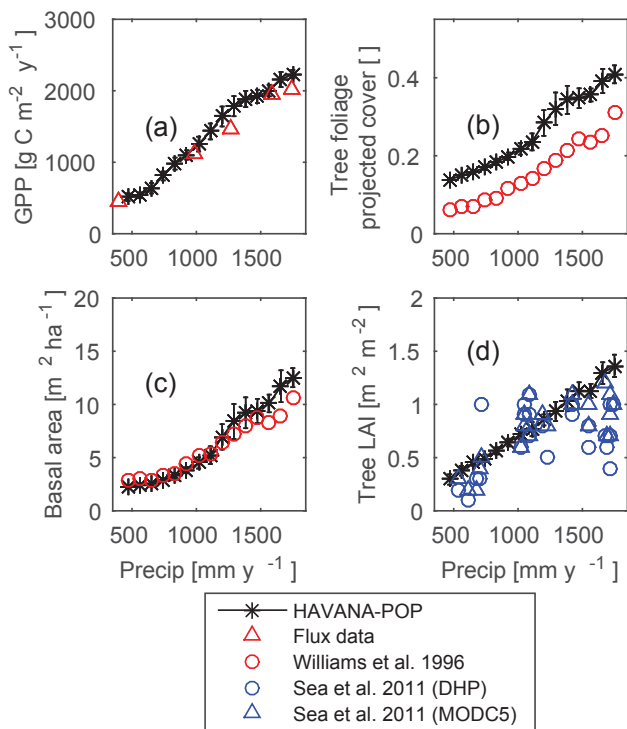 3000
2000
1000
0
GPP [g C m⁻² y⁻¹]
(a)
500 1000 1500
0.4
0.2
0
Tree foliage
projected cover [ ]
(b)
500 1000 1500
20
15
10
5
0
Basal area [m ² ha ⁻¹]
(c)
500 1000 1500
Precip [mm y ⁻¹]
2
1.5
1
0.5
0
Tree LAI [m² m⁻²]
(d)
500 1000 1500
Precip [mm y ⁻¹]
HAVANA-POP
Flux data
Williams et al. 1996
Sea et al. 2011 (DHP)
Sea et al. 2011 (MODC5)